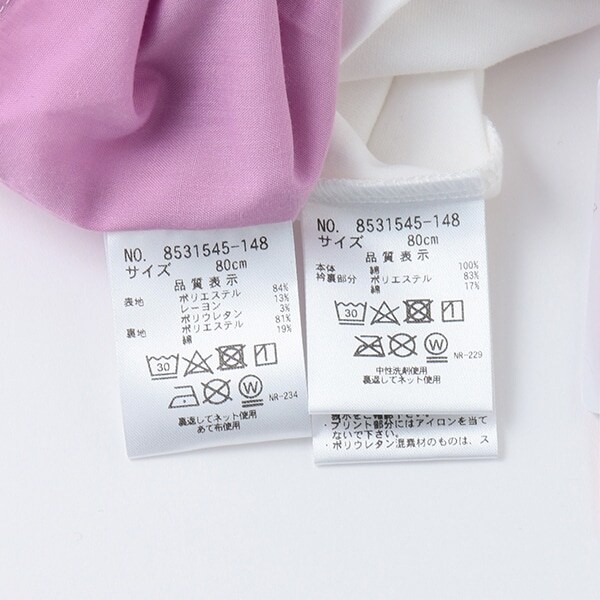 NO. 8531545-148
サイズ 80cm
品質表示
表地 ポリエステル 84%
レーヨン 13%
ポリウレタン 3%
裏地 ポリエステル 81%
綿 19%
30
1
W
NR-234
裏返してネット使用
あて布使用
NO. 8531545-148
サイズ 80cm
品質表示
本体 綿 100%
衿裏部分 ポリエステル 83%
綿 17%
30
1
W
NR-229
中性洗剤使用
裏返してネット使用
・プリント部分にはアイロンを当て
ないで下さい。
・ポリウレタン混素材のものは、ス